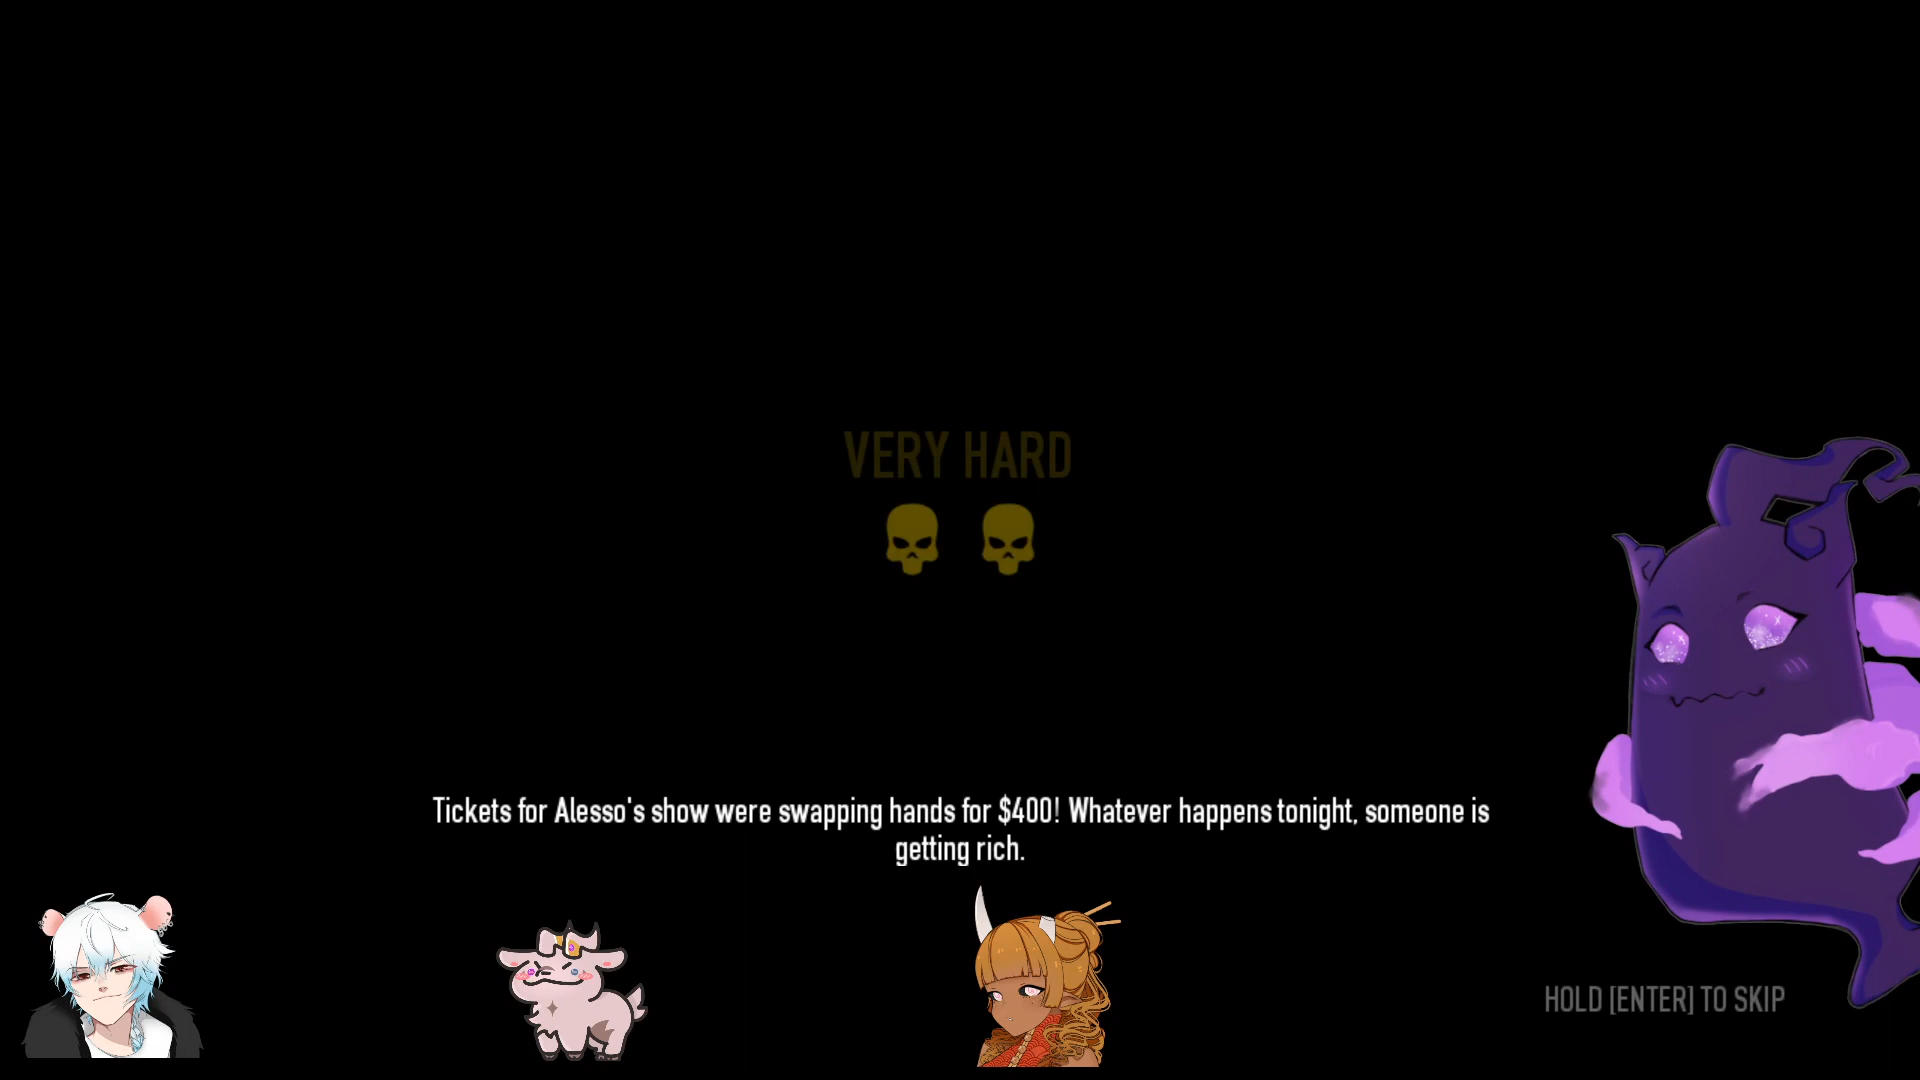 VERY HARD
Tickets for Alesso's show were swapping hands for $400! Whatever happens tonight, someone is
getting rich.
HOLD [ENTER] TO SKIP